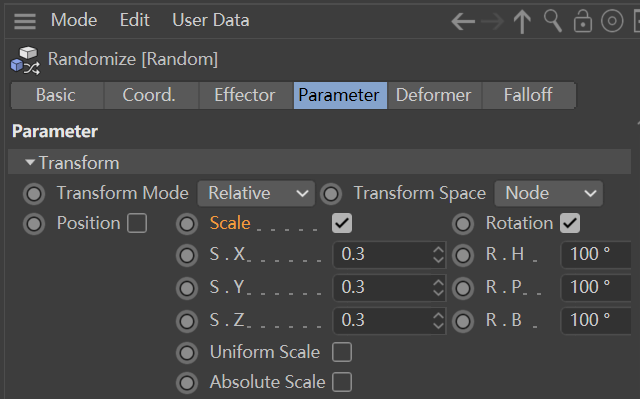 Mode Edit User Data
Randomize [Random]
Basic Coord. Effector Parameter Deformer Falloff
Parameter
Transform
Transform Mode Relative Transform Space Node
Position Scale Rotation
S . X 0.3 R . H 100 °
S . Y 0.3 R . P 100 °
S . Z 0.3 R . B 100 °
Uniform Scale
Absolute Scale